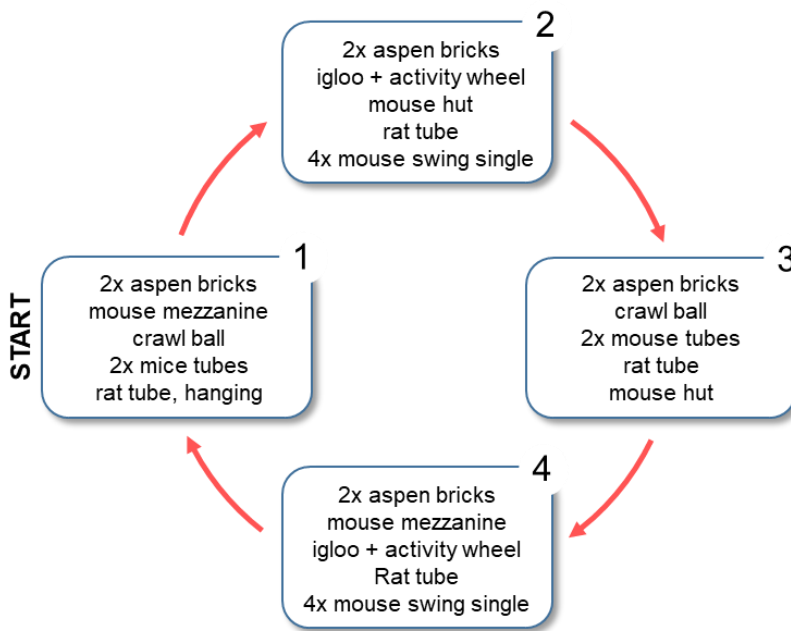 START
1
2x aspen bricks
mouse mezzanine
crawl ball
2x mice tubes
rat tube, hanging
2
2x aspen bricks
igloo + activity wheel
mouse hut
rat tube
4x mouse swing single
3
2x aspen bricks
crawl ball
2x mouse tubes
rat tube
mouse hut
4
2x aspen bricks
mouse mezzanine
igloo + activity wheel
Rat tube
4x mouse swing single